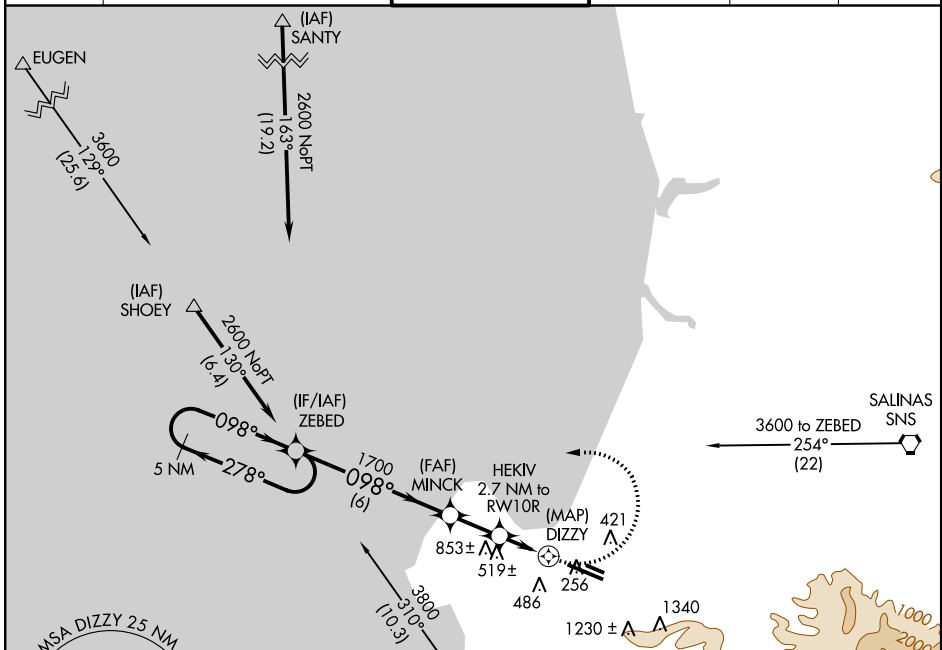 (IAF)
SANTY
EUGEN
2600 NoPT
163°
(19.2)
3600
129°
(25.6)
(IAF)
SHOEY
2600 NoPT
130°
(6.4)
(IF/IAF)
ZEBED
098°
278°
5 NM
1700
098°
(6)
(FAF)
MINCK
HEKIV
2.7 NM to
RW10R
(MAP)
DIZZY
SALINAS
SNS
3600 to ZEBED
254°
(22)
421
853±
519±
256
486
3800
310°
(10.3)
1340
1230 ±
1000
2000
MSA DIZZY 25 NM